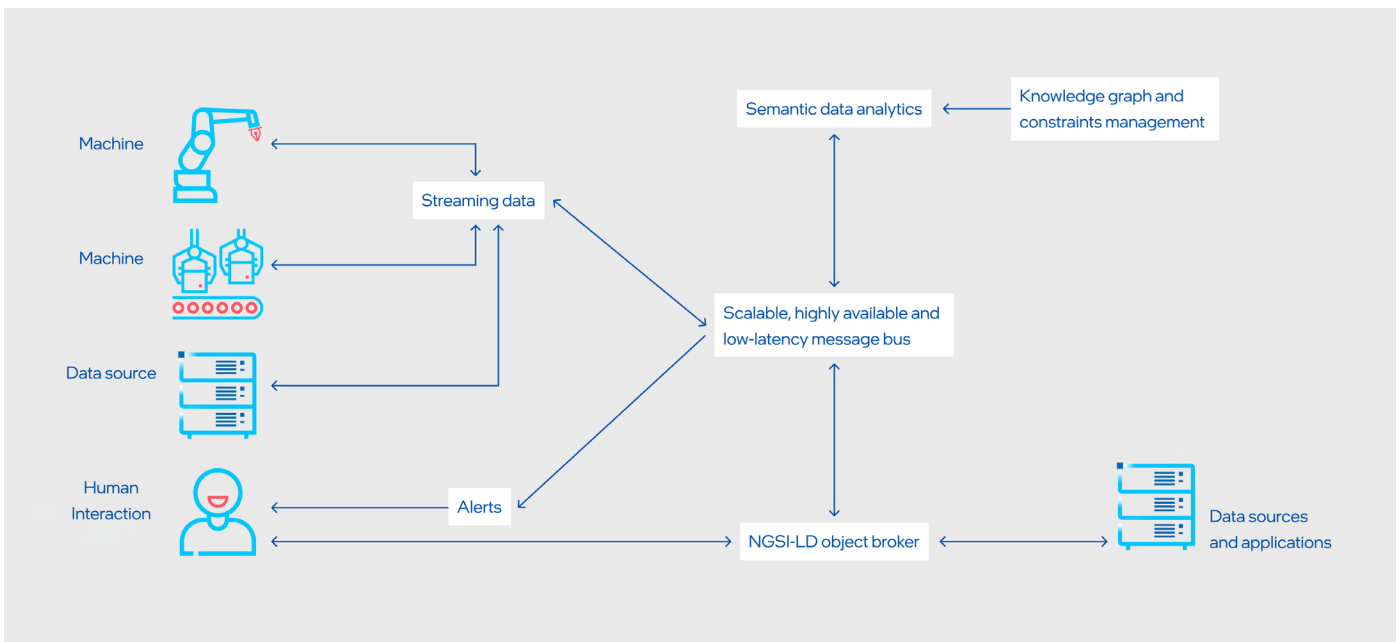 Machine
Machine
Data source
Human
Interaction
Streaming data
Alerts
Semantic data analytics
Knowledge graph and
constraints management
Scalable, highly available and
low-latency message bus
NGSI-LD object broker
Data sources
and applications